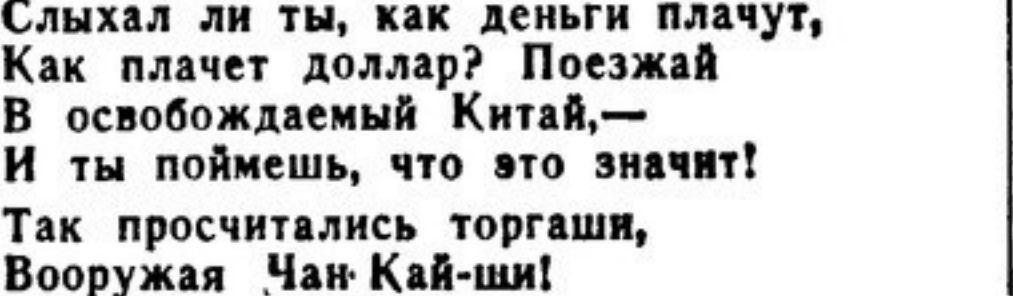 Слыхал ли ты, как деньги плачут,
Как плачет доллар? Поезжай
В освобождаемый Китай,—
И ты поймешь, что это значит!
Так просчитались торгаши,
Вооружая Чан Кай-ши!